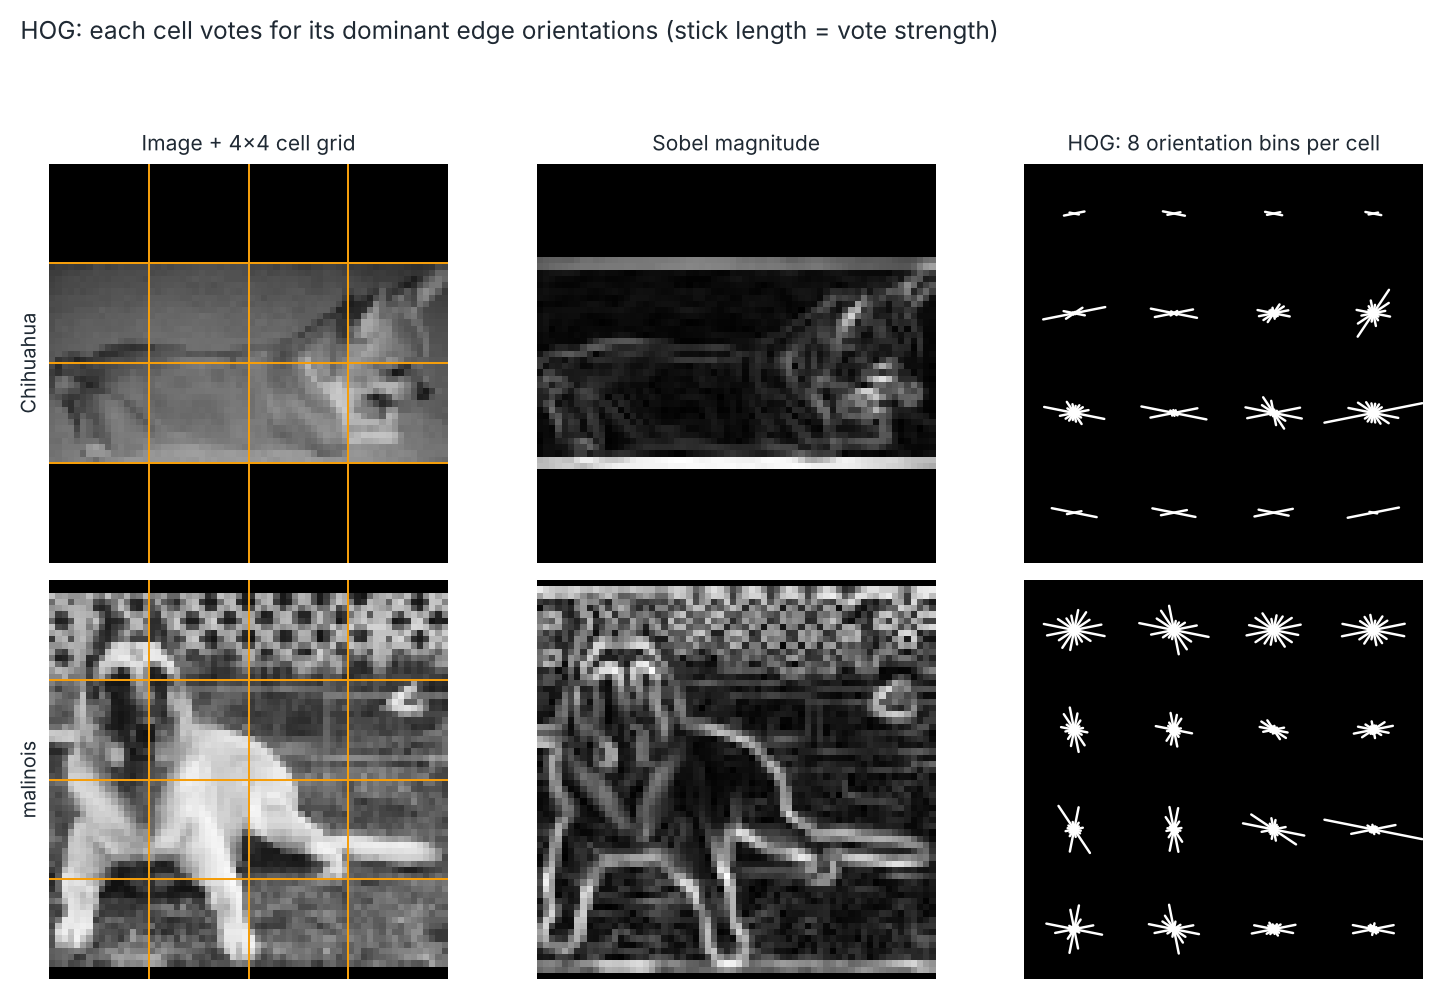 HOG: each cell votes for its dominant edge orientations (stick length = vote strength)
Image + 4×4 cell grid
Sobel magnitude
HOG: 8 orientation bins per cell
Chihuahua
malinois